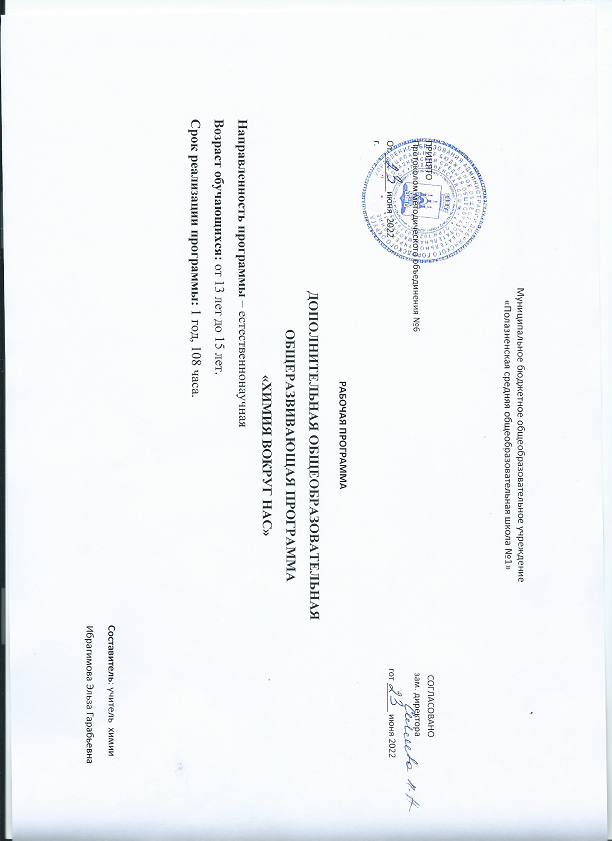 Муниципальное бюджетное общеобразовательное учреждение
«Полазненская средняя общеобразовательная школа №1»
ПРИНЯТО
Протоколом методического объединения №6
От 23 июня 2022
г.
СОГЛАСОВАНО
зам. директора
гот 23 июня 2022
РАБОЧАЯ ПРОГРАММА
ДОПОЛНИТЕЛЬНАЯ ОБЩЕОБРАЗОВАТЕЛЬНАЯ
ОБЩЕРАЗВИВАЮЩАЯ ПРОГРАММА
«ХИМИЯ ВОКРУГ НАС»
Направленность программы – естественнонаучная
Возраст обучающихся: от 13 лет до 15 лет.
Срок реализации программы: 1 год, 108 часа.
Составитель: учитель химии
Ибрагимова Эльза Гарабьевна